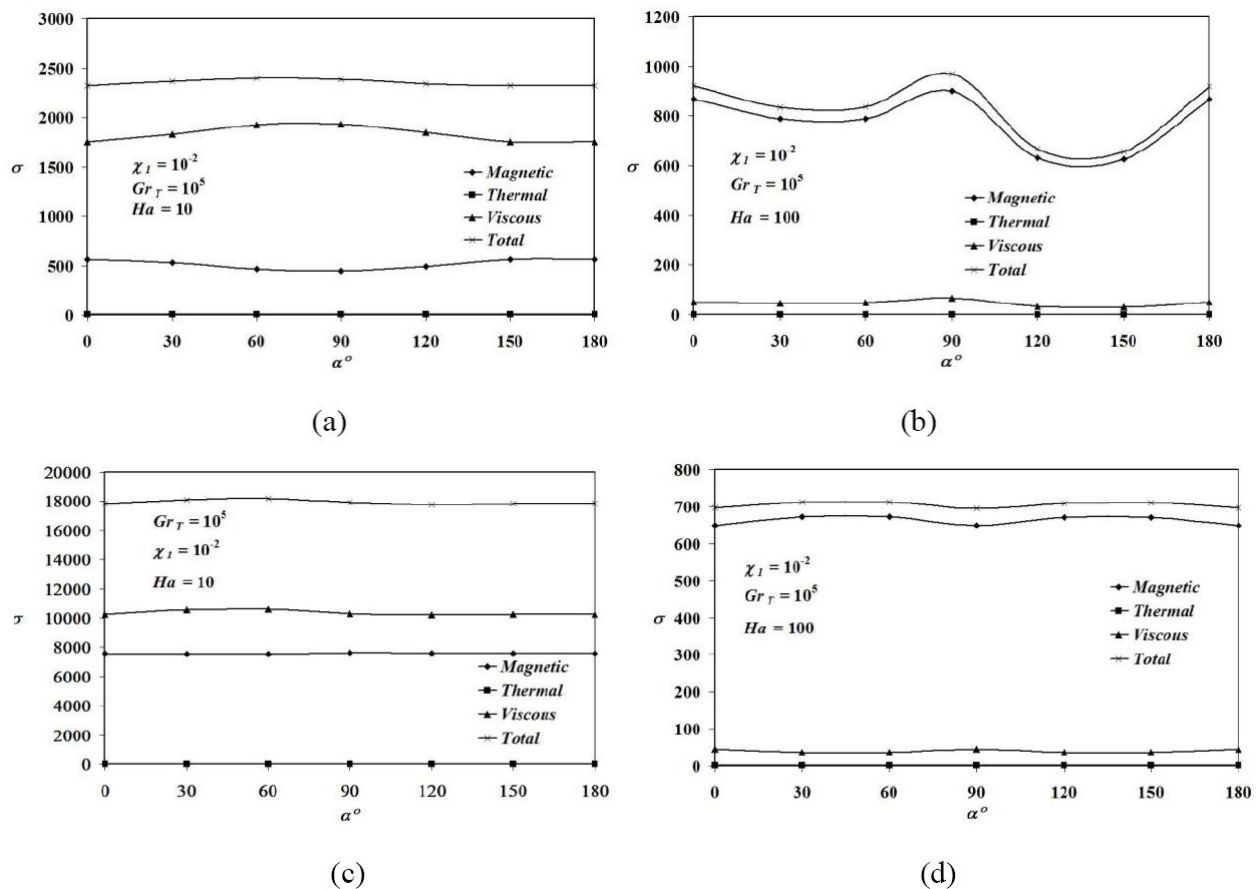 3000
2500
2000
1500
1000
500
0
σ
χ1 = 10-2
GrT = 105
Ha = 10
Magnetic
Thermal
Viscous
Total
0 30 60 90 120 150 180
αo
(a)
1200
1000
800
600
400
200
0
σ
χ1 = 10-2
GrT = 105
Ha = 100
Magnetic
Thermal
Viscous
Total
0 30 60 90 120 150 180
αo
(b)
20000
18000
16000
14000
12000
10000
8000
6000
4000
2000
0
σ
GrT = 105
χ1 = 10-2
Ha = 10
Magnetic
Thermal
Viscous
Total
0 30 60 90 120 150 180
αo
(c)
800
700
600
500
400
300
200
100
0
σ
χ1 = 10-2
GrT = 105
Ha = 100
Magnetic
Thermal
Viscous
Total
0 30 60 90 120 150 180
αo
(d)